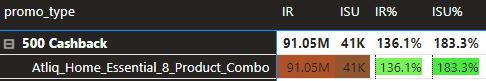 promo_type IR ISU IR% ISU%
500 Cashback 91.05M 41K 136.1% 183.3%
Atliq_Home_Essential_8_Product_Combo 91.05M 41K 136.1% 183.3%